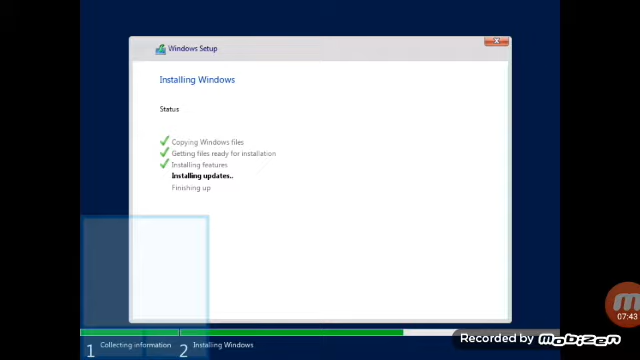 Windows Setup
Installing Windows
Status
Copying Windows files
Getting files ready for installation
Installing features
Installing updates..
Finishing up
07:43
Recorded by mobizen
1 Collecting information 2 Installing Windows